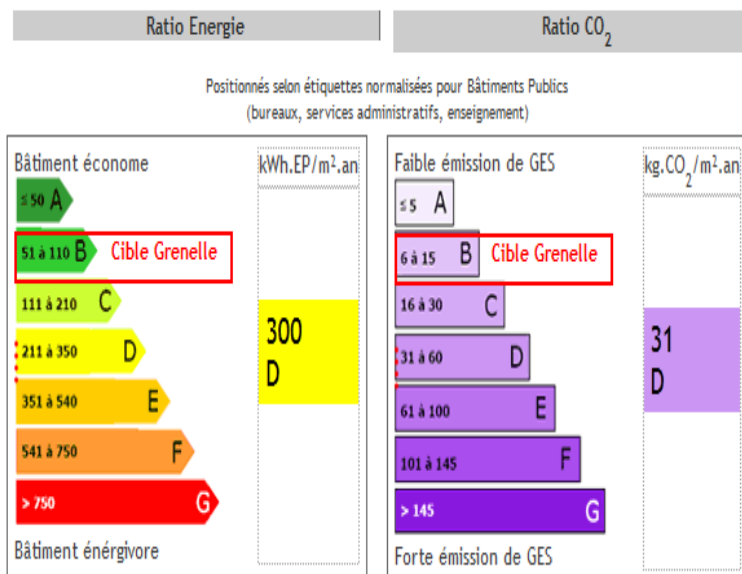 Ratio Energie
Ratio CO₂
Positionnés selon étiquettes normalisées pour Bâtiments Publics
(bureaux, services administratifs, enseignement)
Bâtiment économe
kWh.EP/m².an
≤ 50 A
51 à 110 B Cible Grenelle
111 à 210 C
211 à 350 D
351 à 540 E
541 à 750 F
> 750 G
Bâtiment énérgivore
300
D
Faible émission de GES
kg.CO₂/m².an
≤ 5 A
6 à 15 B Cible Grenelle
16 à 30 C
31 à 60 D
61 à 100 E
101 à 145 F
> 145 G
Forte émission de GES
31
D